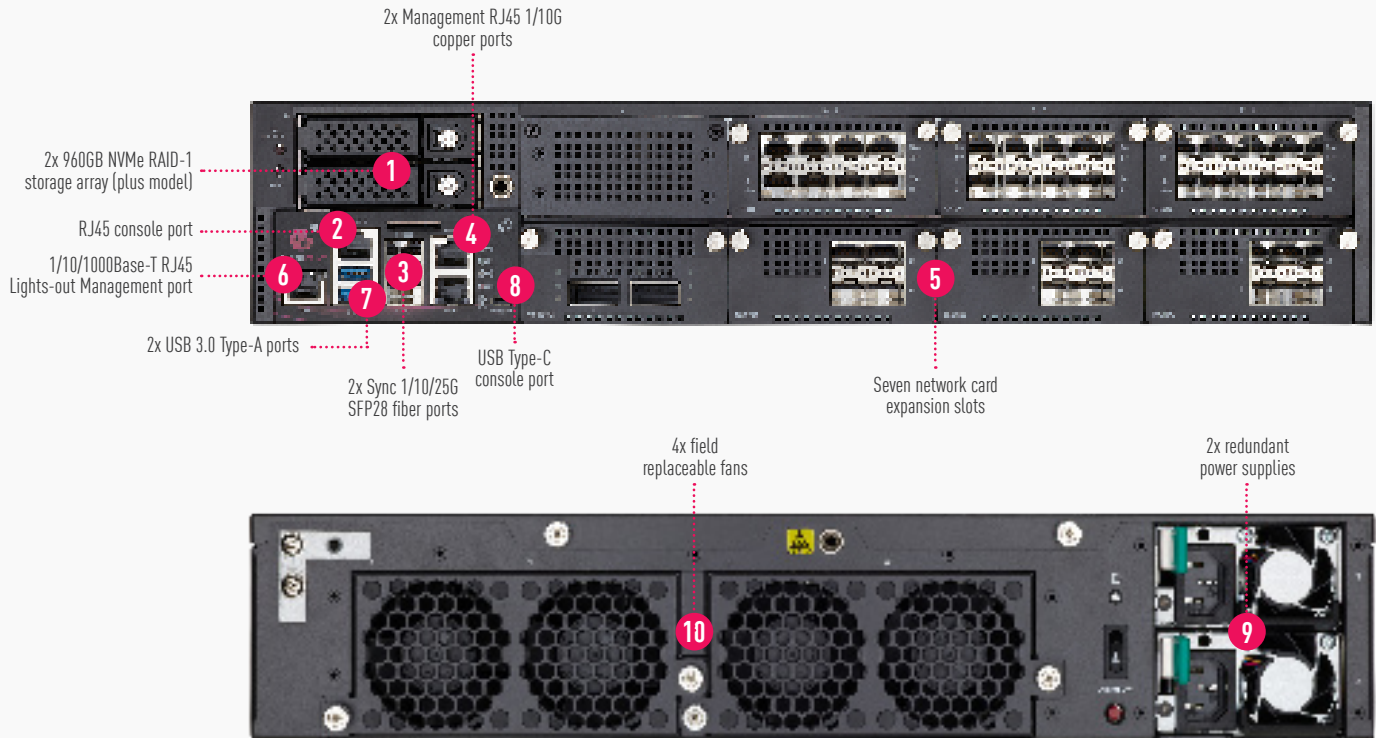 2x Management RJ45 1/10G
copper ports
2x 960GB NVMe RAID-1
storage array (plus model)
1
RJ45 console port
2
4
1/10/1000Base-T RJ45
Lights-out Management port
6
3
5
7
8
2x USB 3.0 Type-A ports
2x Sync 1/10/25G
SFP28 fiber ports
USB Type-C
console port
Seven network card
expansion slots
4x field
replaceable fans
2x redundant
power supplies
10
9